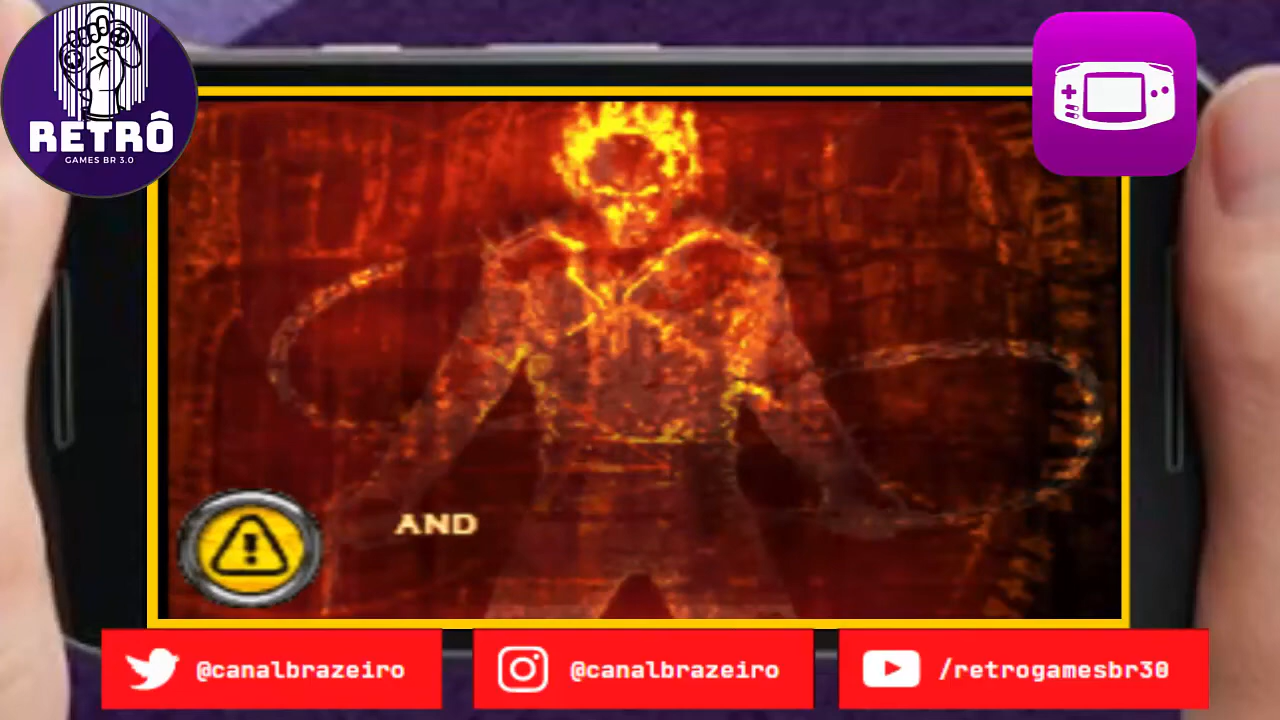 RETRÔ
GAMES BR 3.0
AND
@canalbrazeiro
@canalbrazeiro
/retrogamesbr30